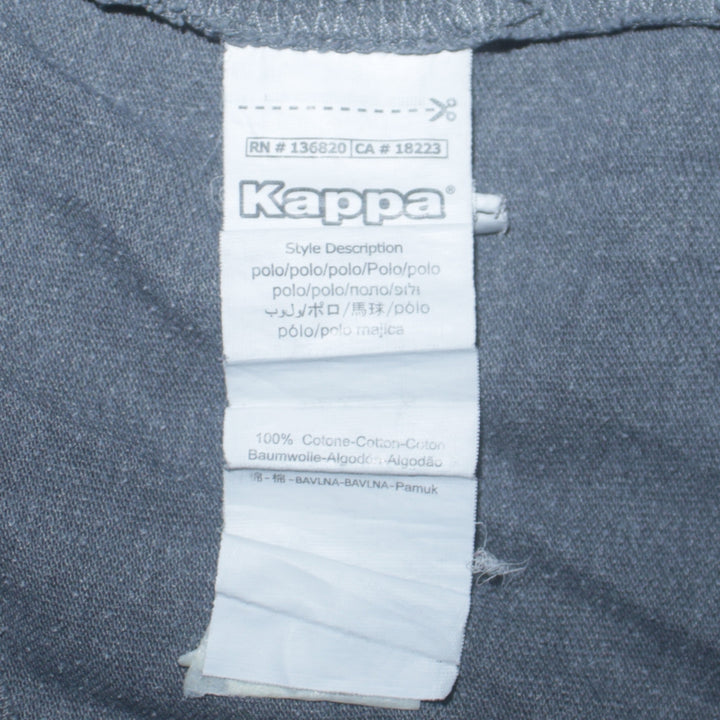 RN # 136820 CA # 18223
Kappa®
Style Description
polo/polo/polo/Polo/polo
polo/polo/поло/פולו
بولو/ポロ/馬球/pólo
póło/polo majica
100% Cotone-Cotton-Coton
Baumwolle-Algodón-Algodão
棉-棉-BAVLNA-BAVLNA-Pamuk